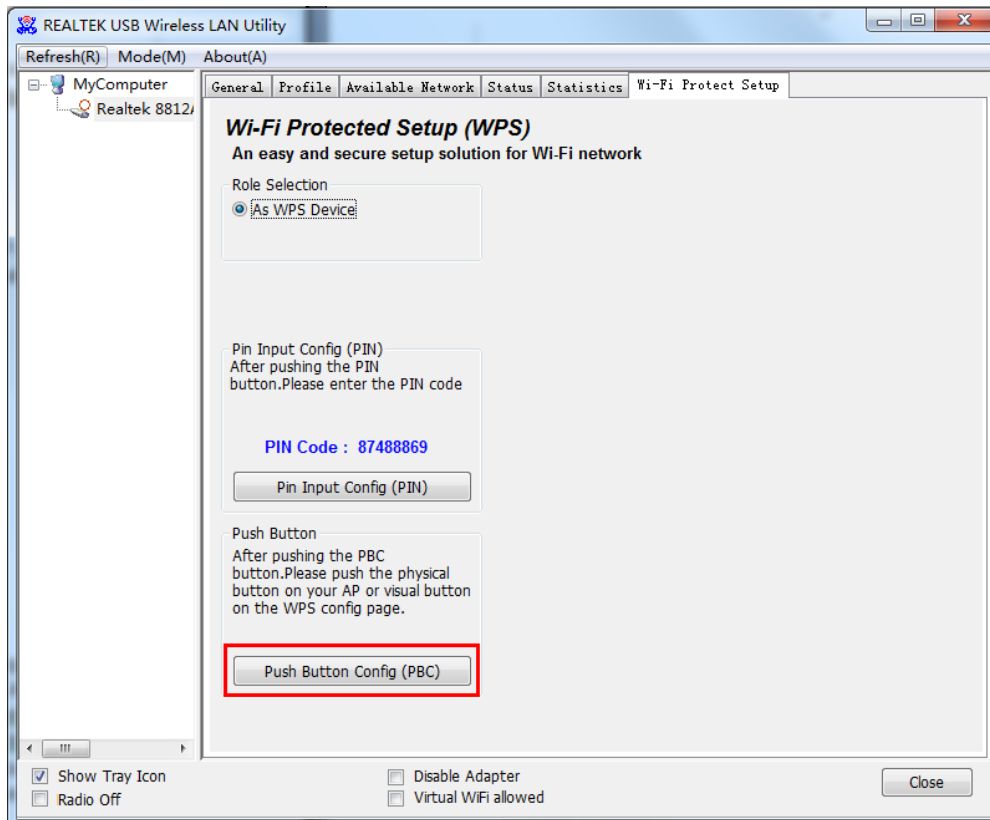 REALTEK USB Wireless LAN Utility
Refresh(R) Mode(M) About(A)
MyComputer
Realtek 8812A
General Profile Available Network Status Statistics Wi-Fi Protect Setup
Wi-Fi Protected Setup (WPS)
An easy and secure setup solution for Wi-Fi network
Role Selection
As WPS Device
Pin Input Config (PIN)
After pushing the PIN
button.Please enter the PIN code
PIN Code : 87488869
Pin Input Config (PIN)
Push Button
After pushing the PBC
button.Please push the physical
button on your AP or visual button
on the WPS config page.
Push Button Config (PBC)
Show Tray Icon
Radio Off
Disable Adapter
Virtual WiFi allowed
Close